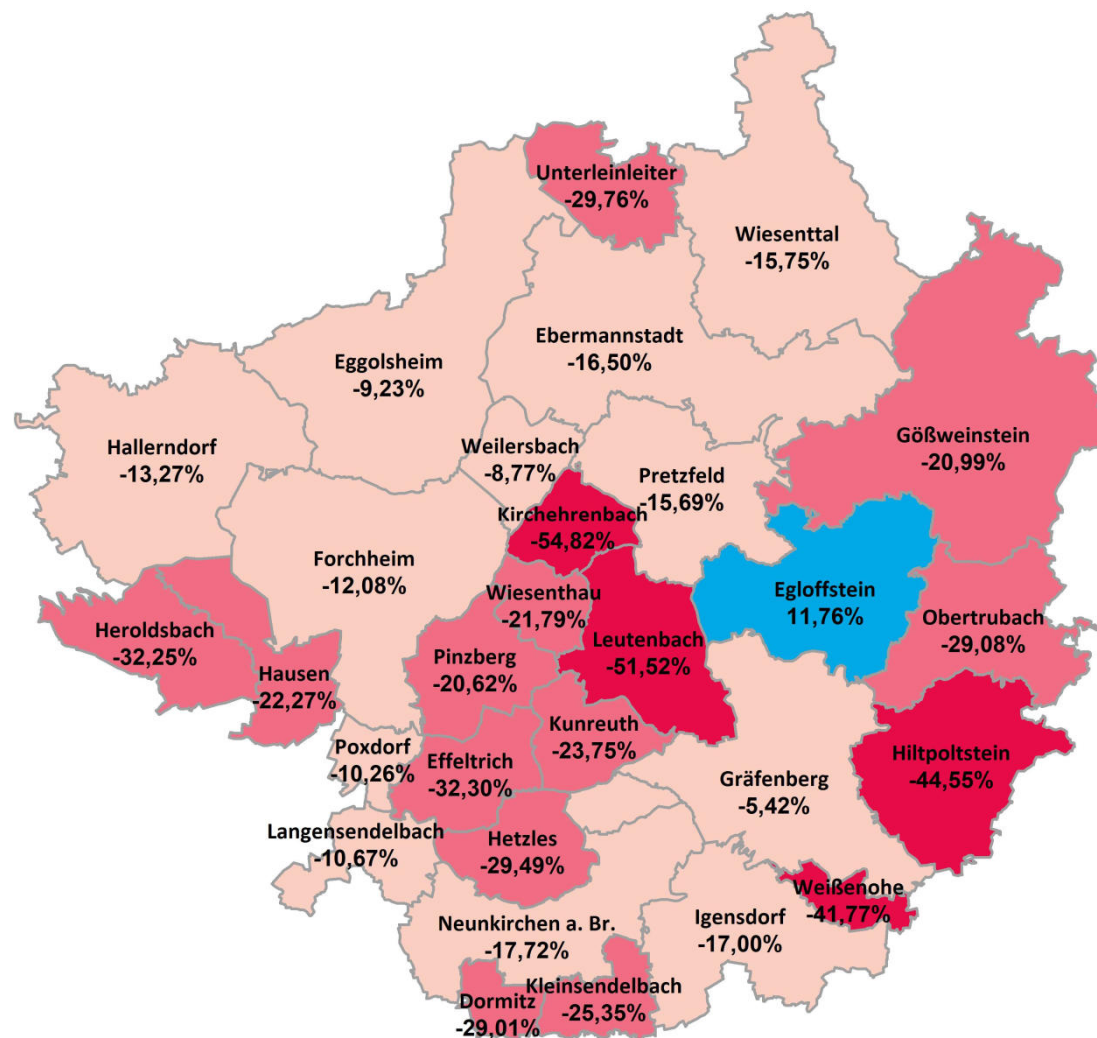 Unterleinleiter
-29,76%
Wiesenttal
-15,75%
Ebermannstadt
-16,50%
Eggolsheim
-9,23%
Gößweinstein
-20,99%
Hallerndorf
-13,27%
Weilersbach
-8,77%
Pretzfeld
-15,69%
Kirchehrenbach
-54,82%
Forchheim
-12,08%
Egloffstein
11,76%
Wiesenthau
-21,79%
Obertrubach
-29,08%
Heroldsbach
-32,25%
Leutenbach
-51,52%
Pinzberg
-20,62%
Hausen
-22,27%
Kunreuth
-23,75%
Poxdorf
-10,26%
Effeltrich
-32,30%
Hiltpoltstein
-44,55%
Gräfenberg
-5,42%
Langensendelbach
-10,67%
Hetzles
-29,49%
Weißenohe
-41,77%
Neunkirchen a. Br.
-17,72%
Igensdorf
-17,00%
Kleinsendelbach
-25,35%
Dormitz
-29,01%